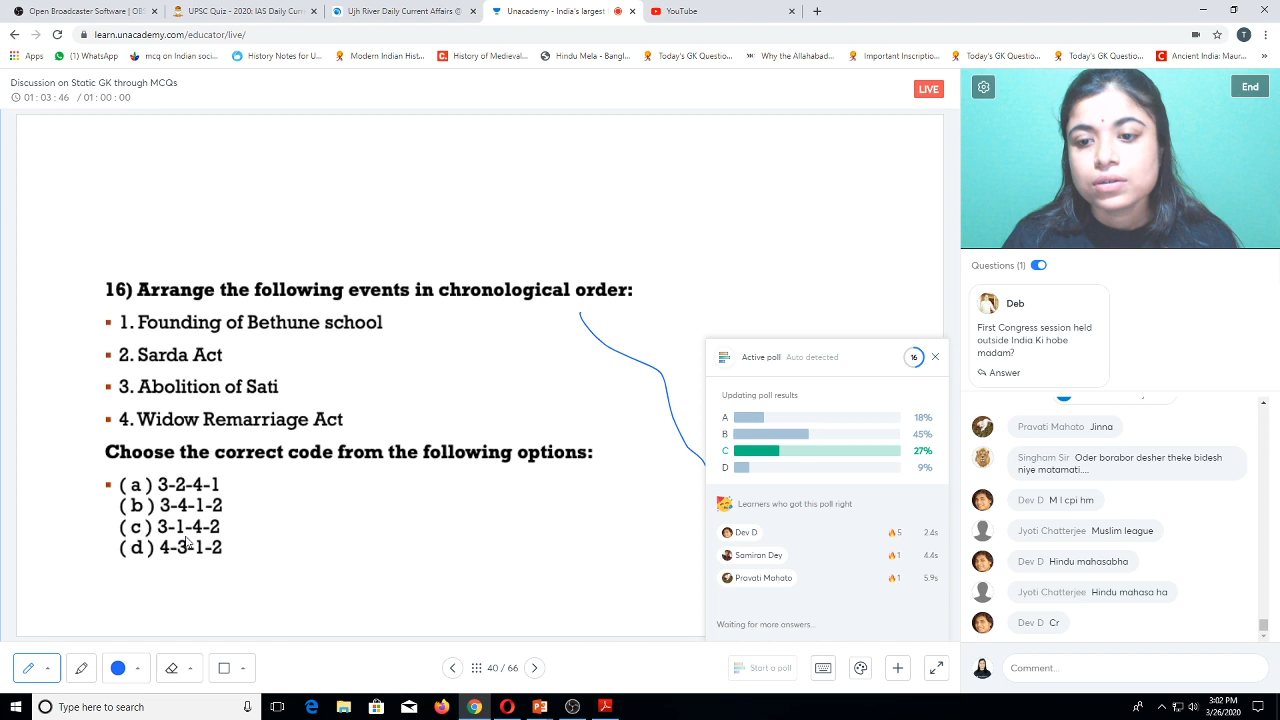 Open Broadcaster Software | OBS
UPSC Quiz - 2020: IAS Daily Curr
Ujh River Daily Current Affairs @
Unacademy - India's largest
YouTube
learn.unacademy.com/educator/live/
T
Apps
(1) WhatsApp
mcq on indian soci...
History Notes for U...
Modern Indian Hist...
History of Medieval...
Hindu Mela - Bangl...
Today's GK Questio...
Why the Allahabad...
Important Inscriptio...
Today's GK Questio...
Today's GK Questio...
Ancient India: Maur...
Discussion on Static GK through MCQs
01 : 03 : 46 / 01 : 00 : 00
LIVE
End
16) Arrange the following events in chronological order:
1. Founding of Bethune school
2. Sarda Act
3. Abolition of Sati
4. Widow Remarriage Act
Choose the correct code from the following options:
( a ) 3-2-4-1
( b ) 3-4-1-2
( c ) 3-1-4-2
( d ) 4-3-1-2
Active poll Auto detected
16
Updating poll results
A 18%
B 45%
C 27%
D 9%
Learners who got this poll right
Dev D 5 2.4s
Samiran Dey 1 4.4s
Pravati Mahato 1 5.9s
Waiting for more answers...
Questions (1)
Deb
First Congress session held
outside India Ki hobe
madam?
Answer
Pravati Mahato Jinna
Singham Sir Oder borabor desher theke bidesh
niye matamati....
Dev D M l cpi hm
Jyoti Chatterjee Muslim league
Dev D Hindu mahasabha
Jyoti Chatterjee Hindu mahasa ha
Dev D Cr
40 / 66
Start a poll
Comment...
Type here to search
3:02 PM
3/26/2020